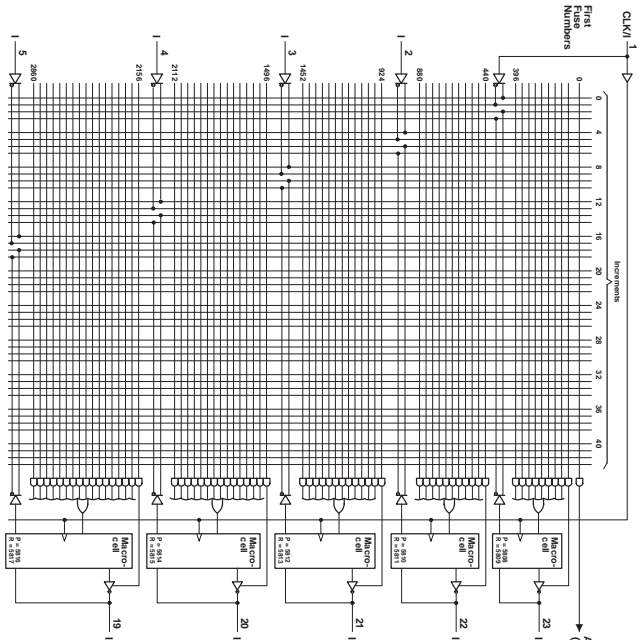 CLK/I 1
Increments
First
Fuse
Numbers
0 4 8 12 16 20 24 28 32 36 40
0
396
Macro-
cell
P = 5808
R = 5809
23
I
440
880
Macro-
cell
P = 5810
R = 5811
22
I
I 2
924
1452
Macro-
cell
P = 5812
R = 5813
21
I
I 3
1496
2112
Macro-
cell
P = 5814
R = 5815
20
I
I 4
2156
2860
Macro-
cell
P = 5816
R = 5817
19
I
I 5